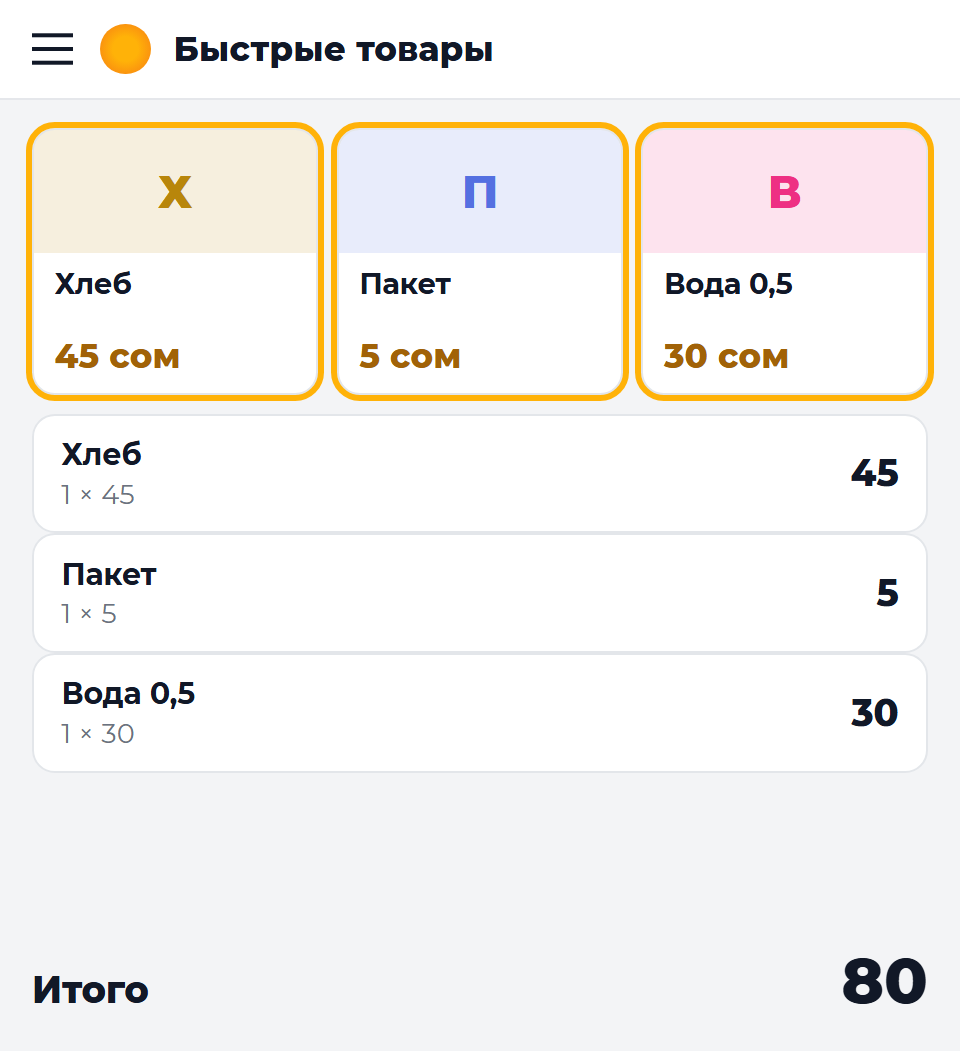 Быстрые товары
Х
П
В
Хлеб
Пакет
Вода 0,5
45 сом
5 сом
30 сом
Хлеб
1 × 45
45
Пакет
1 × 5
5
Вода 0,5
1 × 30
30
Итого
80